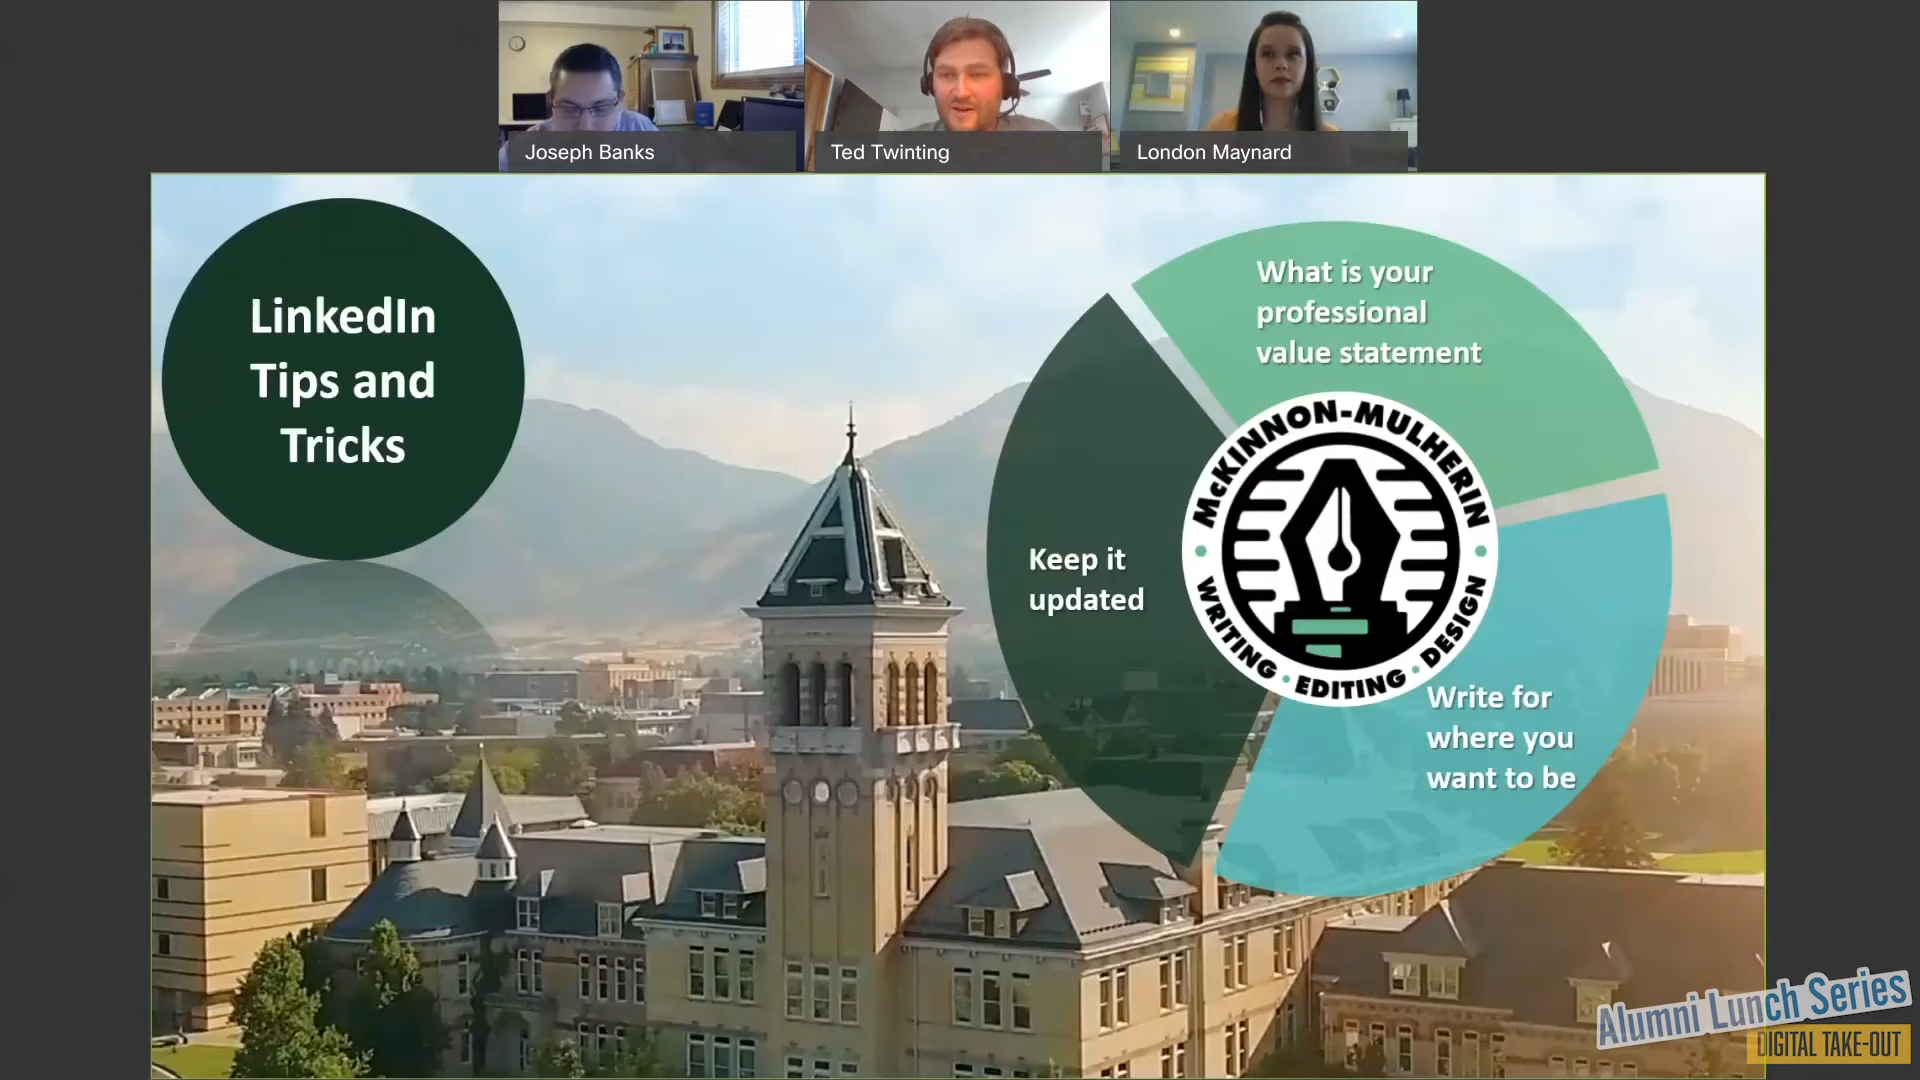 Joseph Banks
Ted Twinting
London Maynard
LinkedIn
Tips and
Tricks
What is your
professional
value statement
McKINNON-MULHERIN
WRITING • EDITING • DESIGN
Keep it
updated
Write for
where you
want to be
Alumni Lunch Series
DIGITAL TAKE-OUT